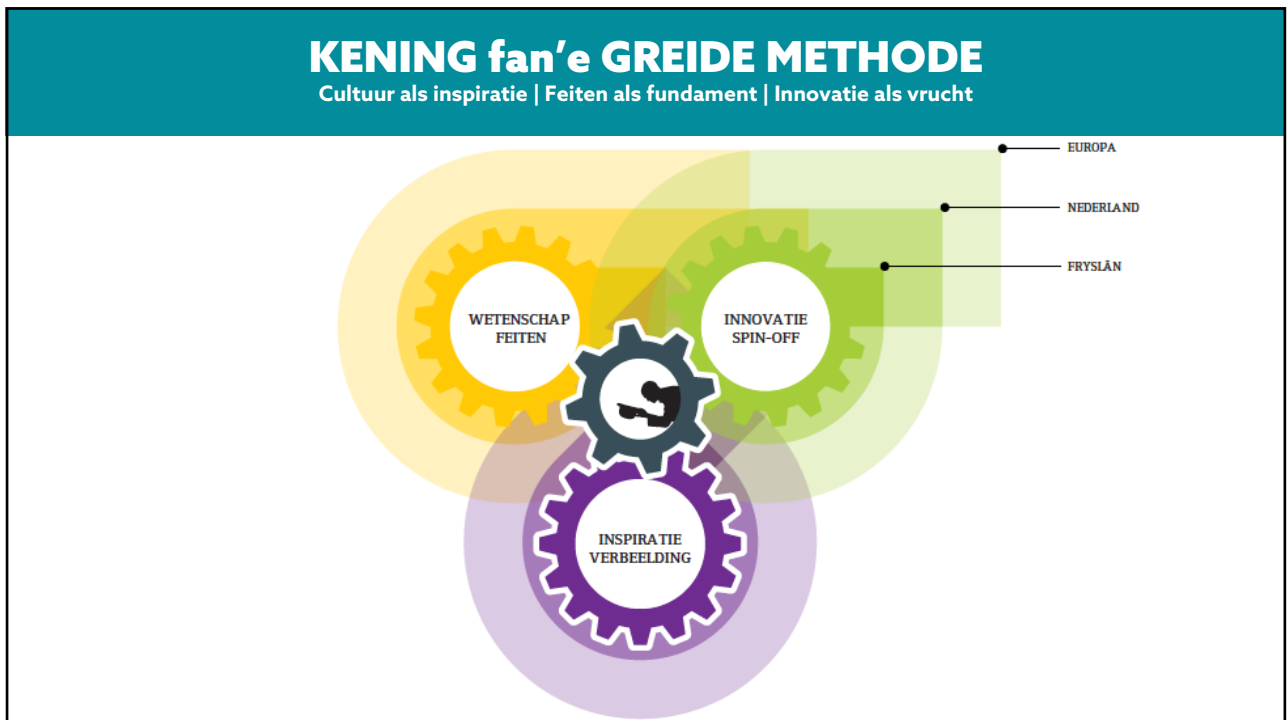 KENING fan’e GREIDE METHODE
Cultuur als inspiratie | Feiten als fundament | Innovatie als vrucht
EUROPA
NEDERLAND
FRYSLÂN
WETENSCHAP
FEITEN
INNOVATIE
SPIN-OFF
INSPIRATIE
VERBEELDING